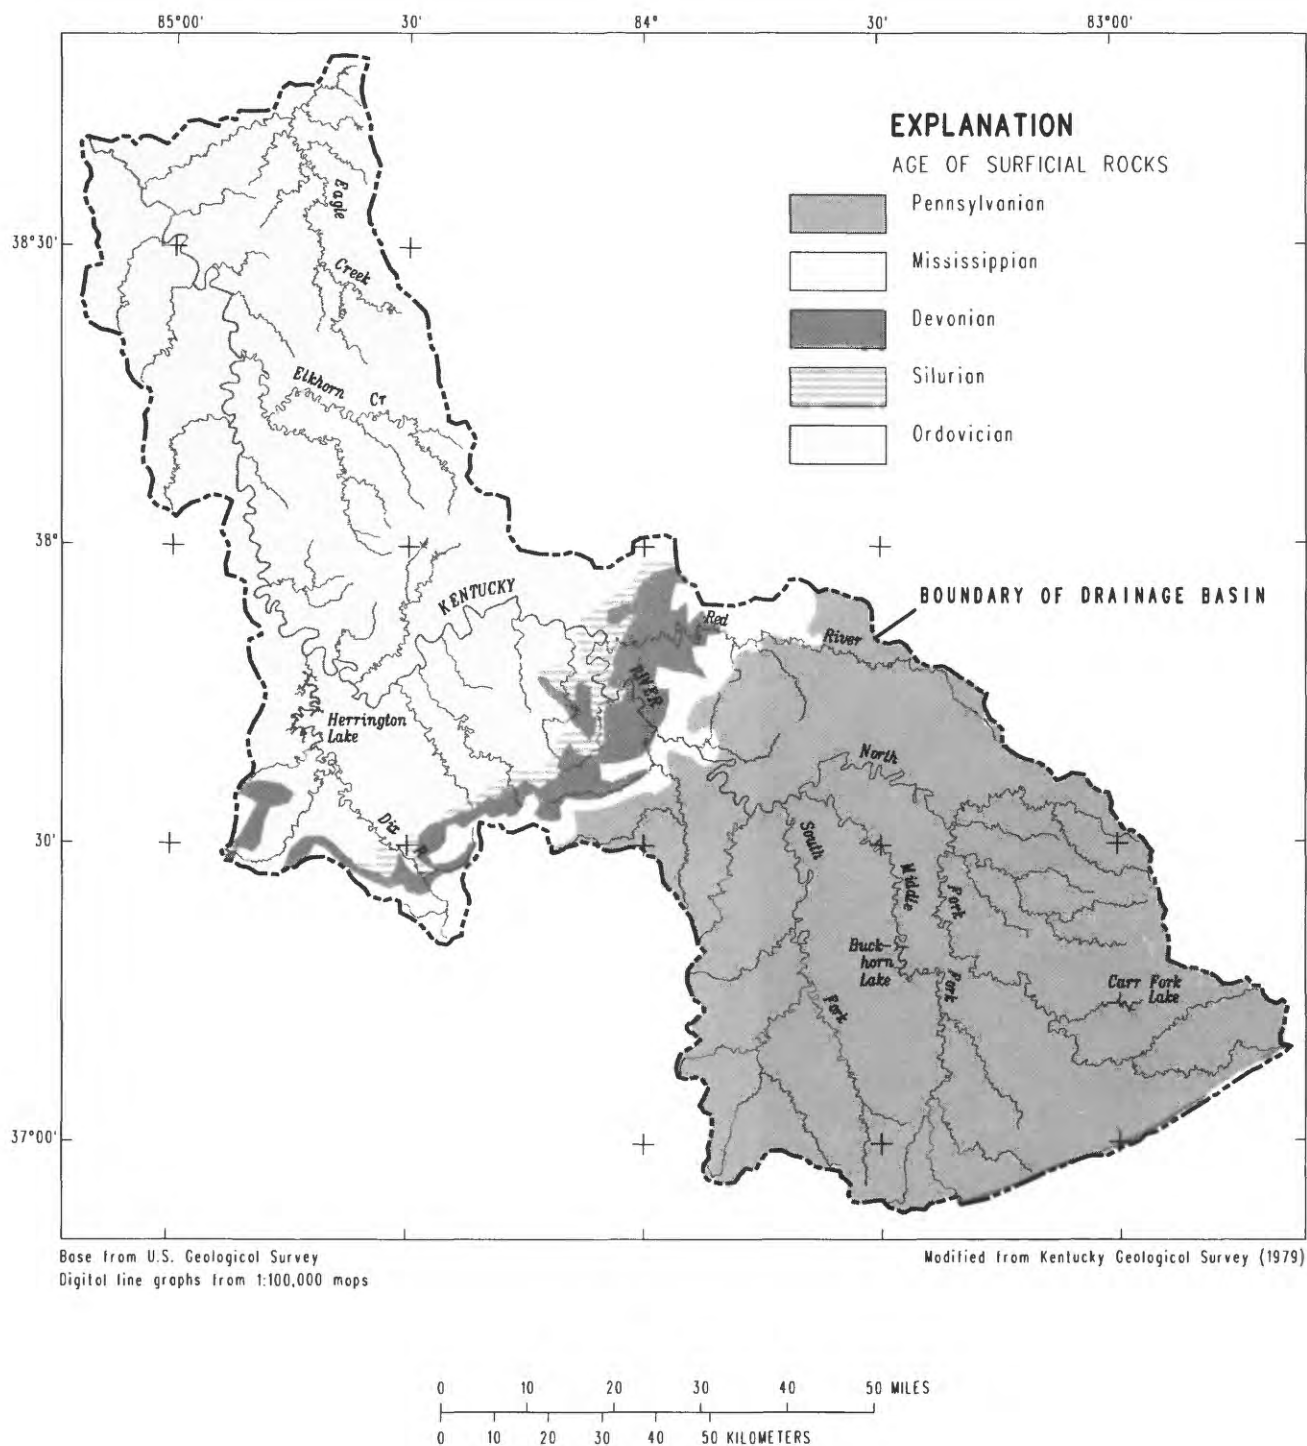 85°00'
30'
84°
30'
83°00'
EXPLANATION
AGE OF SURFICIAL ROCKS
Pennsylvanian
Mississippian
Devonian
Silurian
Ordovician
38°30'
Eagle
Creek
Elkhorn Cr
38°
KENTUCKY
RIVER
Red
River
BOUNDARY OF DRAINAGE BASIN
Herrington
Lake
North
Dix
R
30'
South
Middle
Fork
Buck-
horn
Lake
Fork
Fork
Carr Fork
Lake
37°00'
Base from U.S. Geological Survey
Digital line graphs from 1:100,000 maps
Modified from Kentucky Geological Survey (1979)
0 10 20 30 40 50 MILES
0 10 20 30 40 50 KILOMETERS